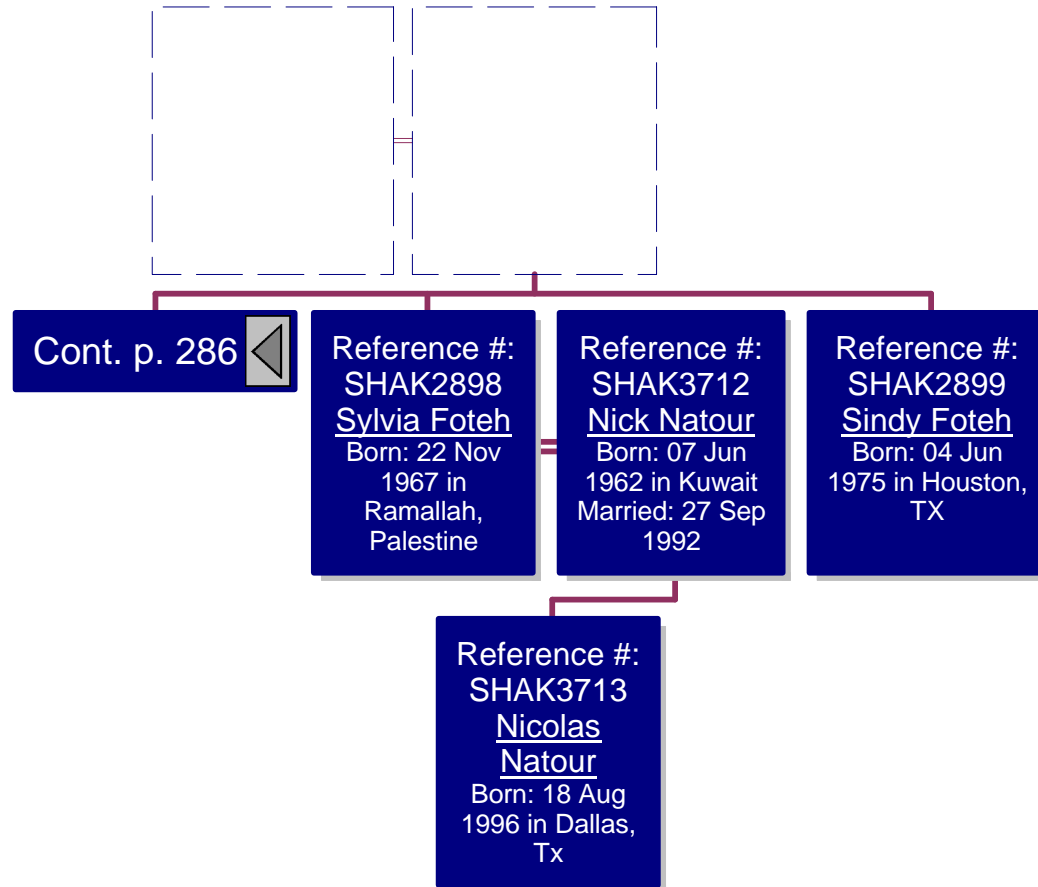 Cont. p. 286
Reference #:
SHAK2898
Sylvia Foteh
Born: 22 Nov
1967 in
Ramallah,
Palestine
Reference #:
SHAK3712
Nick Natour
Born: 07 Jun
1962 in Kuwait
Married: 27 Sep
1992
Reference #:
SHAK2899
Sindy Foteh
Born: 04 Jun
1975 in Houston,
TX
Reference #:
SHAK3713
Nicolas
Natour
Born: 18 Aug
1996 in Dallas,
Tx